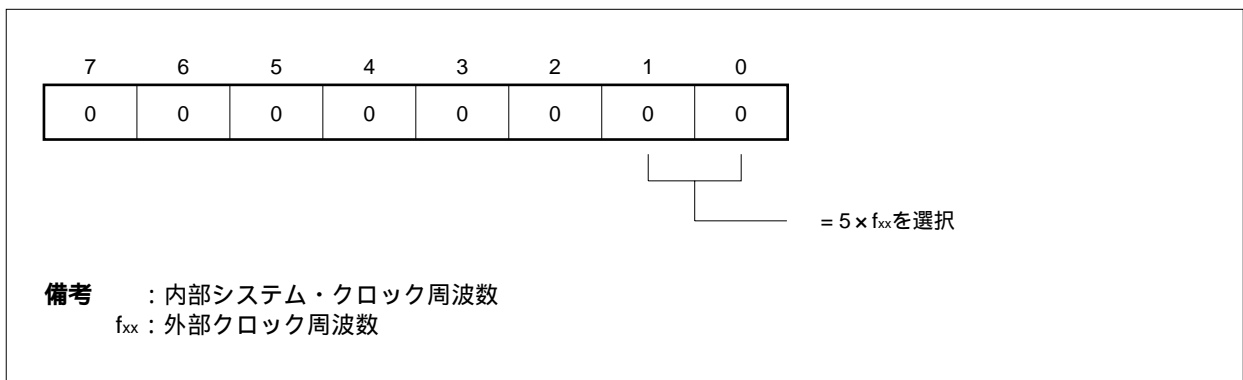 7 6 5 4 3 2 1 0
0 0 0 0 0 0 0 0
= 5 × fxxを選択
備考 : 内部システム・クロック周波数
fxx : 外部クロック周波数